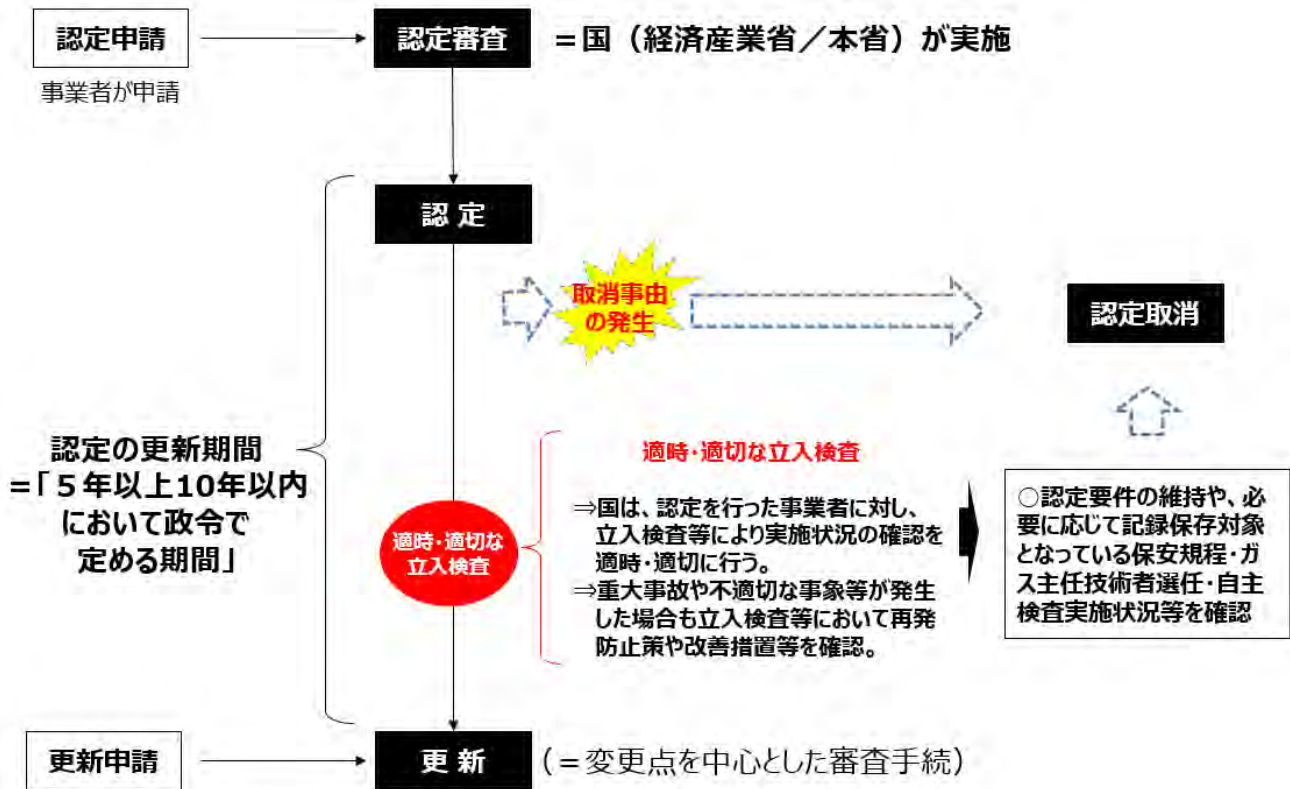 認定申請
事業者が申請
認定審査
＝国（経済産業省／本省）が実施
認 定
取消事由
の発生
認定取消
認定の更新期間
＝「５年以上10年以内
において政令で
定める期間」
適時・適切な
立入検査
適時・適切な立入検査
⇒国は、認定を行った事業者に対し、
立入検査等により実施状況の確認を
適時・適切に行う。
⇒重大事故や不適切な事象等が発生
した場合も立入検査等において再発
防止策や改善措置等を確認。
○認定要件の維持や、必
要に応じて記録保存対象
となっている保安規程・ガ
ス主任技術者選任・自主
検査実施状況等を確認
更新申請
更 新
（＝変更点を中心とした審査手続）